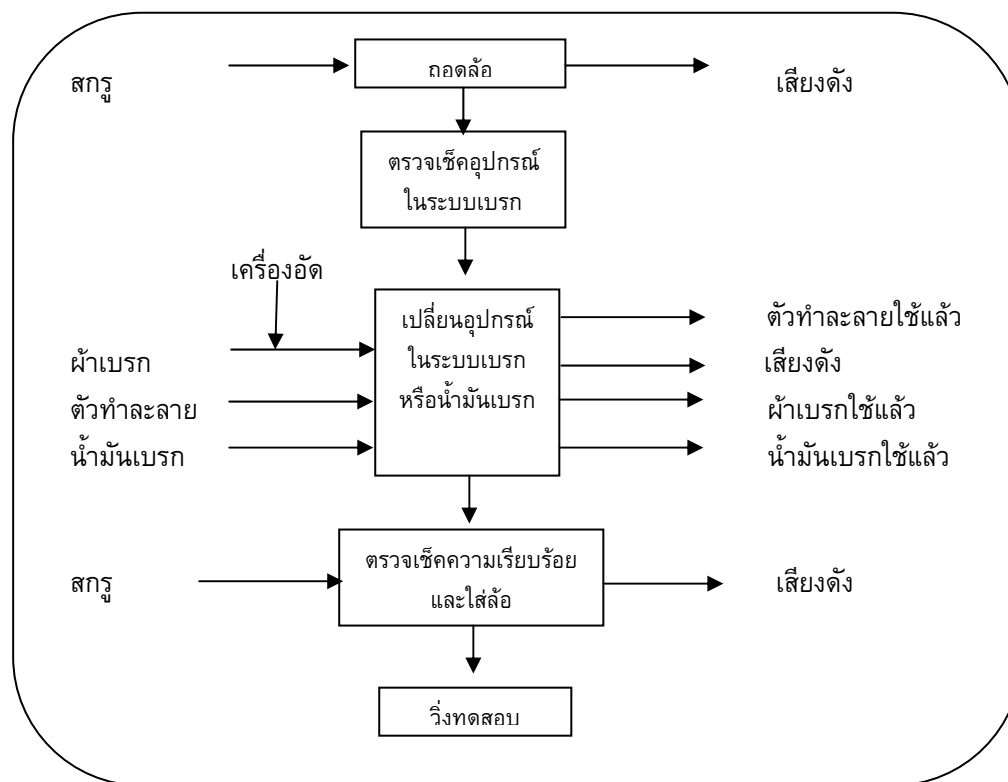 สกรู
ถอดล้อ
เสียงดัง
ตรวจเช็คอุปกรณ์
ในระบบเบรก
เครื่องอัด
เปลี่ยนอุปกรณ์
ในระบบเบรก
หรือน้ำมันเบรก
ผ้าเบรก
ตัวทำละลาย
น้ำมันเบรก
ตัวทำละลายใช้แล้ว
เสียงดัง
ผ้าเบรกใช้แล้ว
น้ำมันเบรกใช้แล้ว
สกรู
ตรวจเช็คความเรียบร้อย
และใส่ล้อ
เสียงดัง
วิ่งทดสอบ